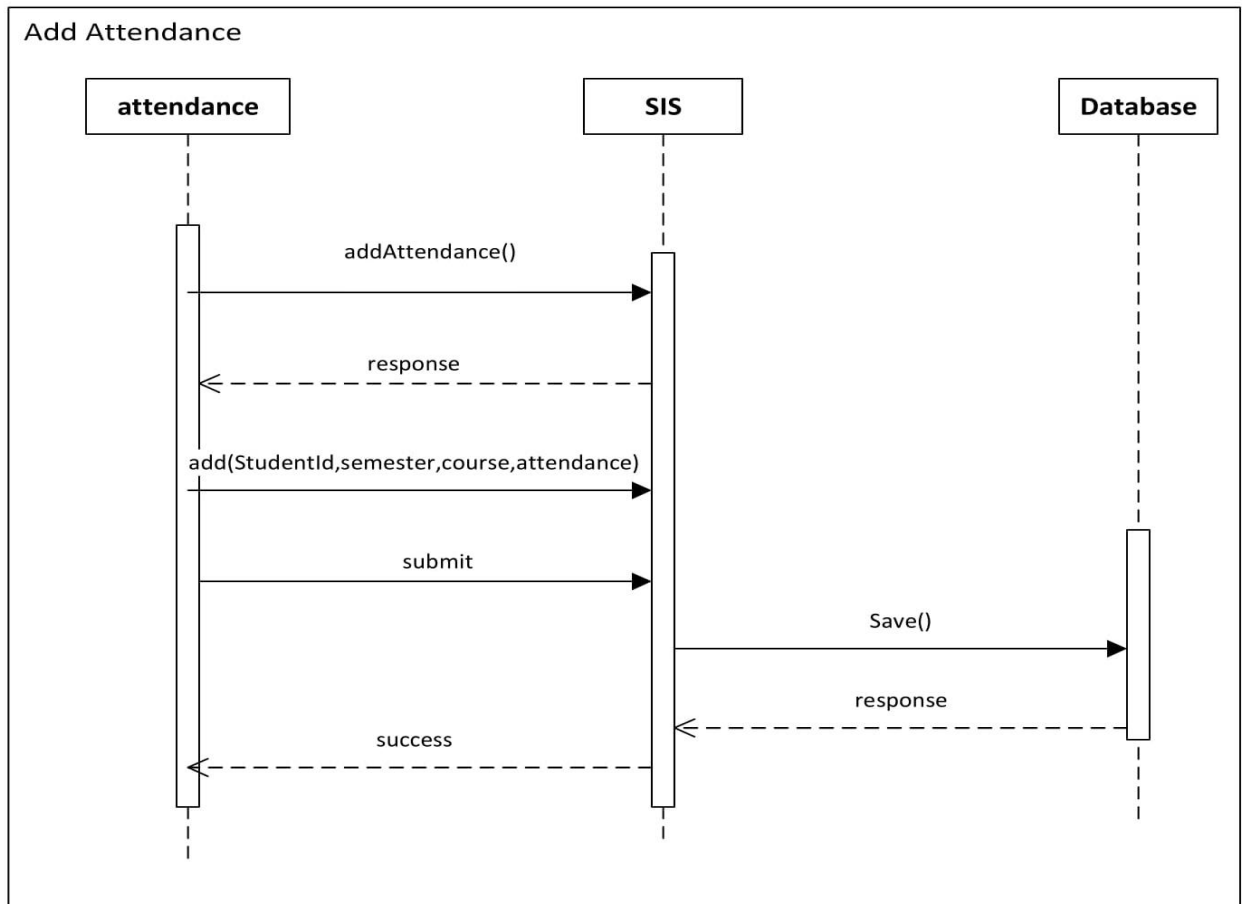 Add Attendance
attendance
SIS
Database
addAttendance()
response
add(StudentId,semester,course,attendance)
submit
Save()
response
success